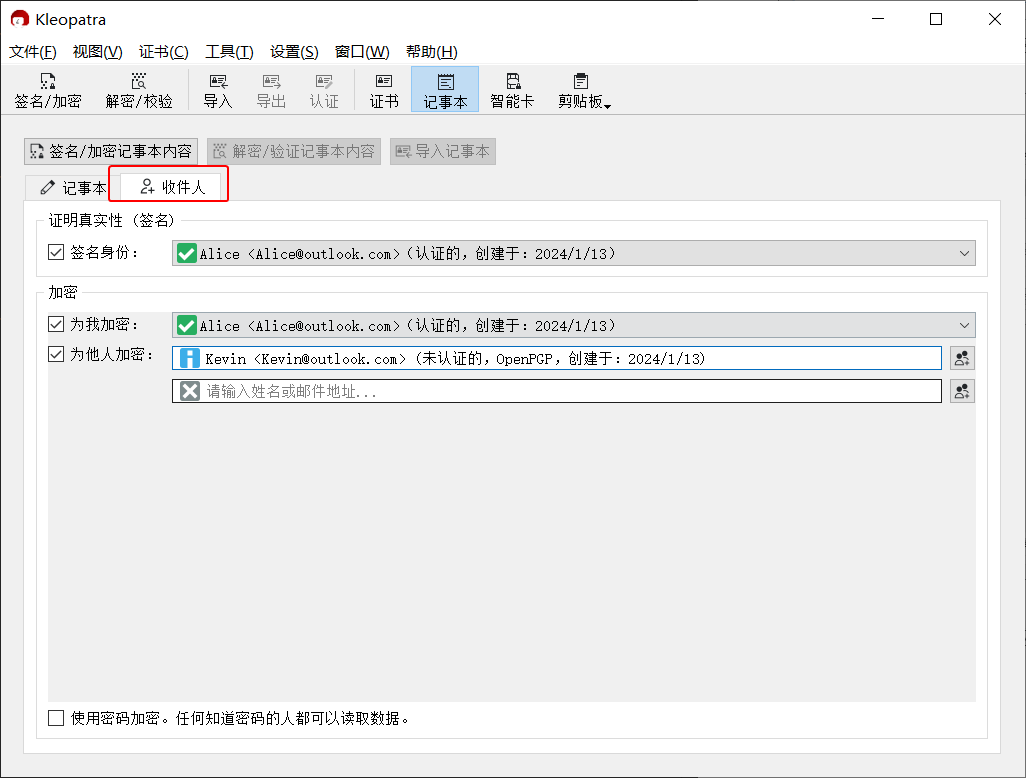 Kleopatra
文件(F) 视图(V) 证书(C) 工具(T) 设置(S) 窗口(W) 帮助(H)
签名/加密 解密/校验 导入 导出 认证 证书 记事本 智能卡 剪贴板
签名/加密记事本内容 解密/验证记事本内容 导入记事本
记事本 收件人
证明真实性（签名）
签名身份： Alice <Alice@outlook.com>（认证的，创建于：2024/1/13）
加密
为我加密： Alice <Alice@outlook.com>（认证的，创建于：2024/1/13）
为他人加密： Kevin <Kevin@outlook.com>（未认证的，OpenPGP，创建于：2024/1/13）
请输入姓名或邮件地址...
使用密码加密。任何知道密码的人都可以读取数据。